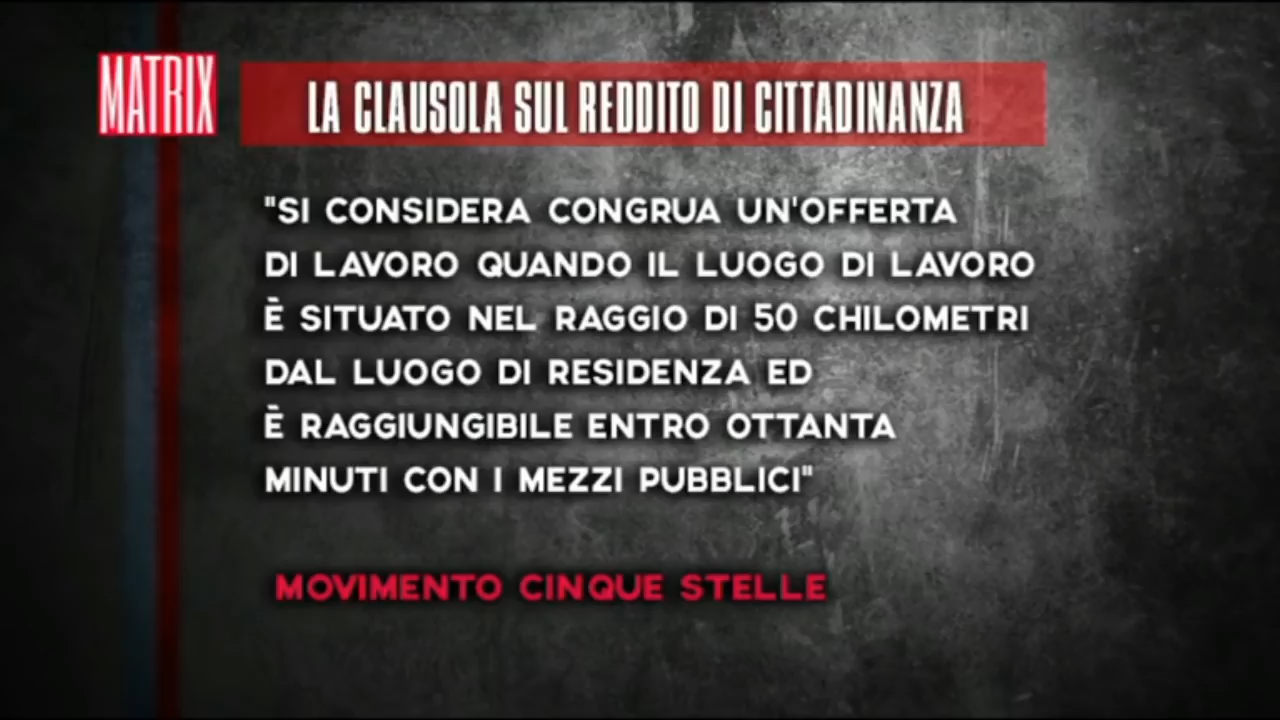 MATRIX
LA CLAUSOLA SUL REDDITO DI CITTADINANZA
"SI CONSIDERA CONGRUA UN'OFFERTA
DI LAVORO QUANDO IL LUOGO DI LAVORO
È SITUATO NEL RAGGIO DI 50 CHILOMETRI
DAL LUOGO DI RESIDENZA ED
È RAGGIUNGIBILE ENTRO OTTANTA
MINUTI CON I MEZZI PUBBLICI"
MOVIMENTO CINQUE STELLE